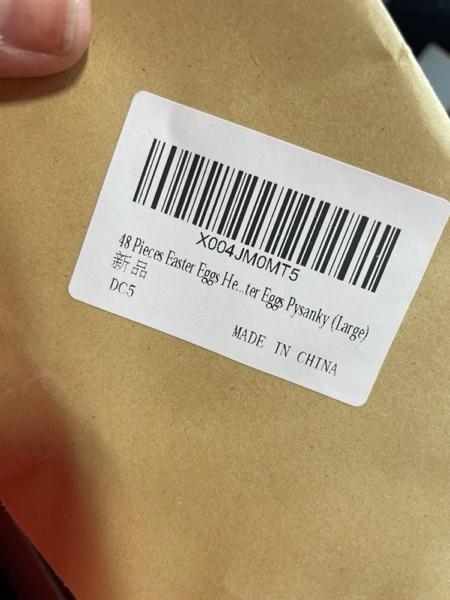 X004JM0MT5
48 Pieces Easter Eggs He...ter Eggs Pysanky (Large)
新品
DC5
MADE IN CHINA